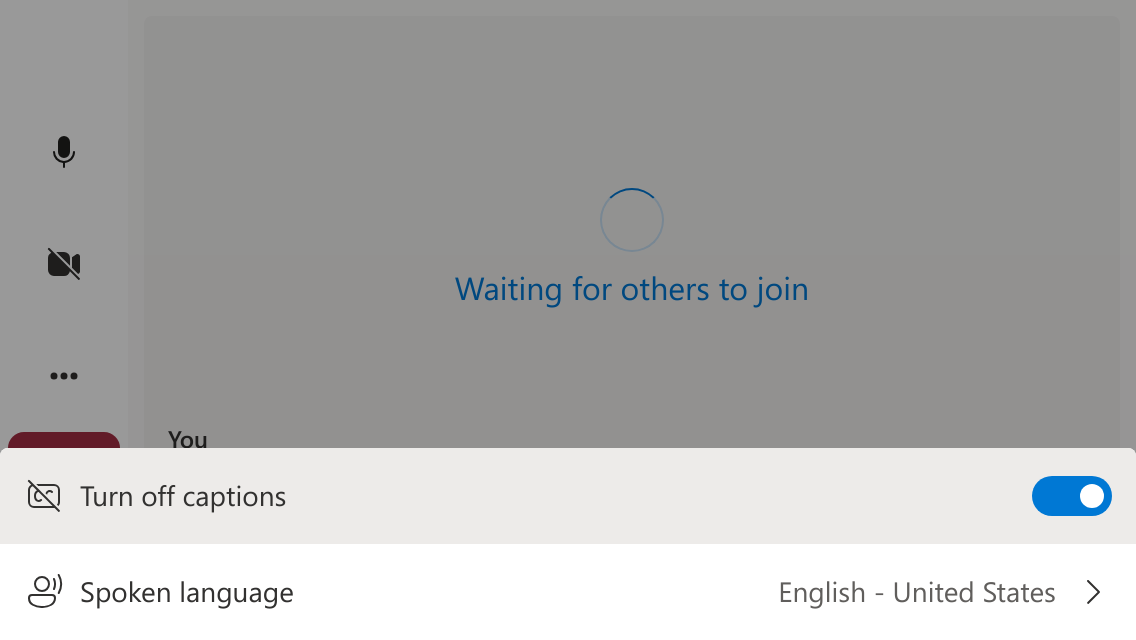 Waiting for others to join
You
Turn off captions
Spoken language English - United States